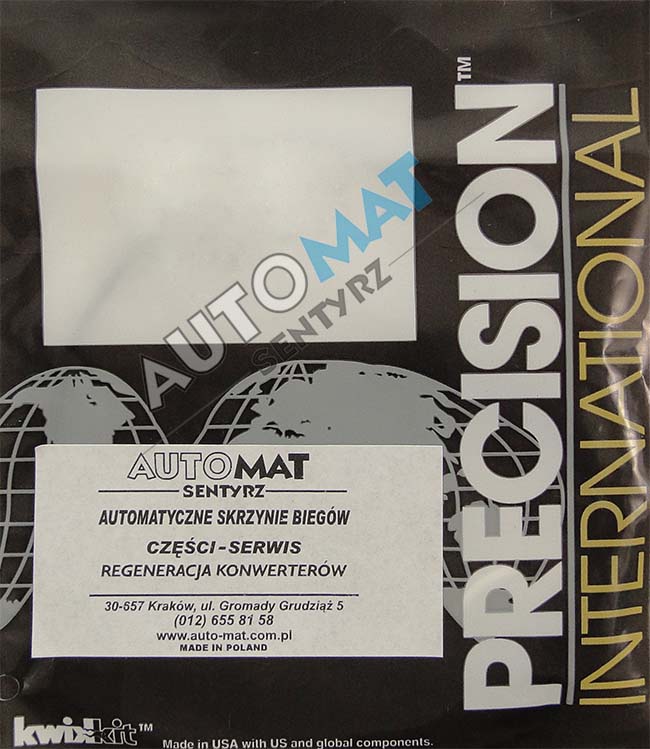 PRECISION™
INTERNATIONAL
AUTOMAT
SENTYRZ
AUTOMAT
SENTYRZ
AUTOMATYCZNE SKRZYNIE BIEGÓW
CZĘŚCI-SERWIS
REGENERACJA KONWERTERÓW
30-657 Kraków, ul. Gromady Grudziąż 5
(012) 655 81 58
www.auto-mat.com.pl
MADE IN POLAND
kwikkit™
Made in USA with US and global components.